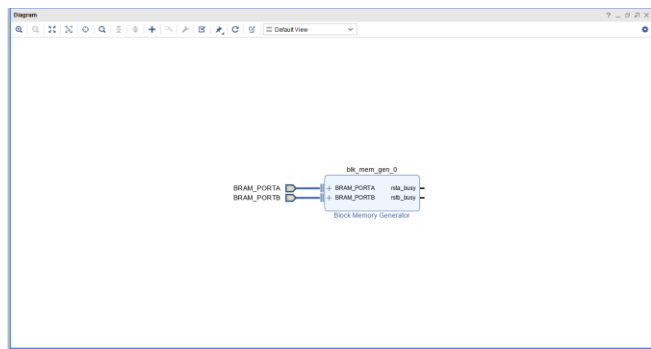 Diagram
Default View
blk_mem_gen_0
BRAM_PORTA + BRAM_PORTA rsta_busy
BRAM_PORTB + BRAM_PORTB rstb_busy
Block Memory Generator